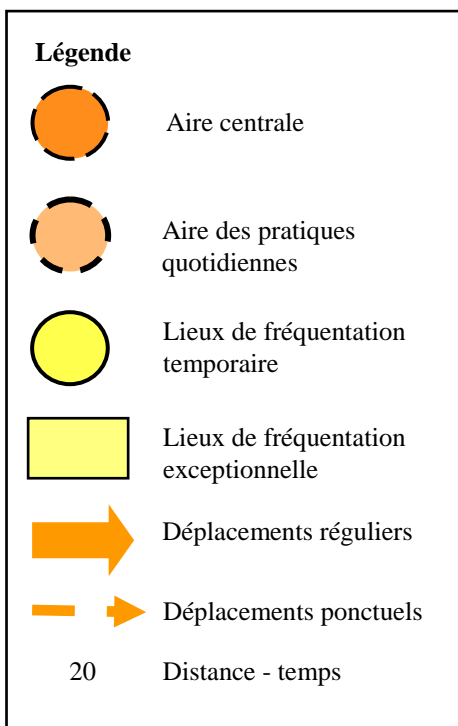 Légende
Aire centrale
Aire des pratiques
quotidiennes
Lieux de fréquentation
temporaire
Lieux de fréquentation
exceptionnelle
Déplacements réguliers
Déplacements ponctuels
20 Distance - temps